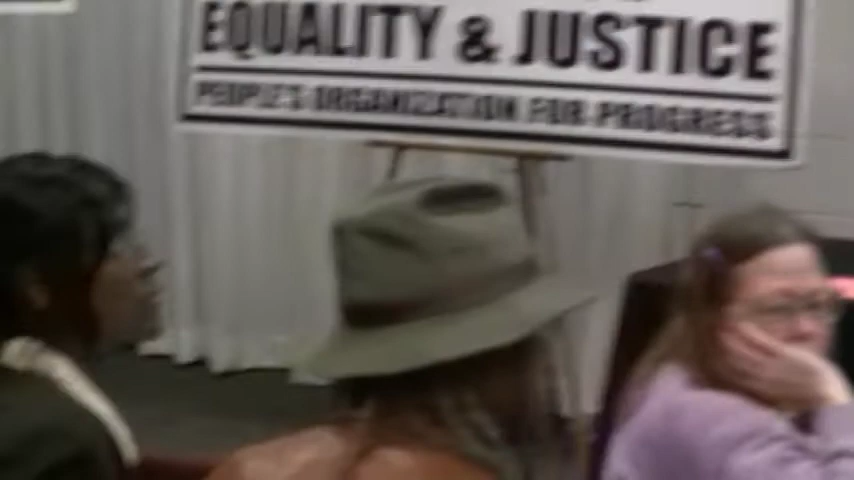 EQUALITY & JUSTICE
PEOPLE'S ORGANIZATION FOR PROGRESS